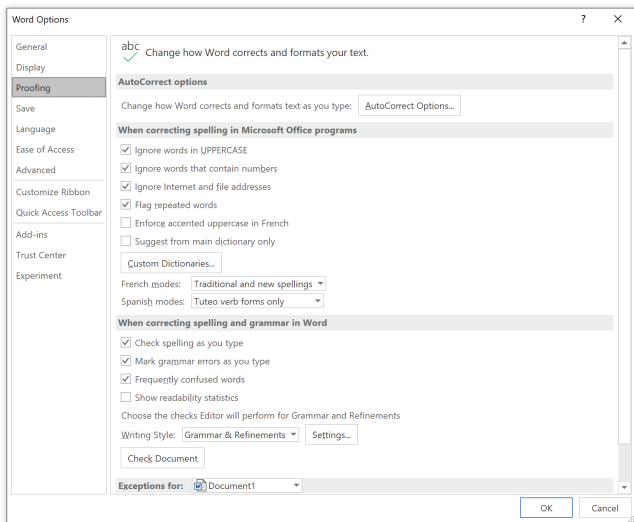 Word Options
?
General
Display
Proofing
Save
Language
Ease of Access
Advanced
Customize Ribbon
Quick Access Toolbar
Add-ins
Trust Center
Experiment
abc
Change how Word corrects and formats your text.
AutoCorrect options
Change how Word corrects and formats text as you type: AutoCorrect Options...
When correcting spelling in Microsoft Office programs
Ignore words in UPPERCASE
Ignore words that contain numbers
Ignore Internet and file addresses
Flag repeated words
Enforce accented uppercase in French
Suggest from main dictionary only
Custom Dictionaries...
French modes: Traditional and new spellings
Spanish modes: Tuteo verb forms only
When correcting spelling and grammar in Word
Check spelling as you type
Mark grammar errors as you type
Frequently confused words
Show readability statistics
Choose the checks Editor will perform for Grammar and Refinements
Writing Style: Grammar & Refinements Settings...
Check Document
Exceptions for: Document1
OK Cancel